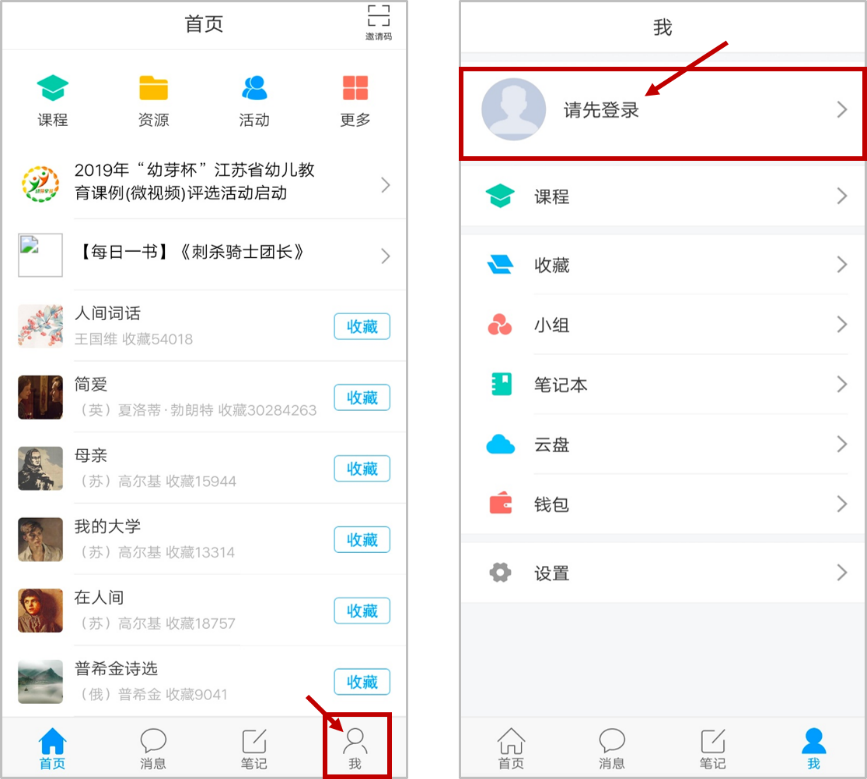 首页
邀请码
课程
资源
活动
更多
2019年“幼芽杯”江苏省幼儿教
育课例(微视频)评选活动启动
【每日一书】《刺杀骑士团长》
人间词话
王国维 收藏54018
收藏
简爱
（英）夏洛蒂·勃朗特 收藏30284263
收藏
母亲
（苏）高尔基 收藏15944
收藏
我的大学
（苏）高尔基 收藏13314
收藏
在人间
（苏）高尔基 收藏18757
收藏
普希金诗选
（俄）普希金 收藏9041
收藏
首页
消息
笔记
我
我
请先登录
课程
收藏
小组
笔记本
云盘
钱包
设置
首页
消息
笔记
我